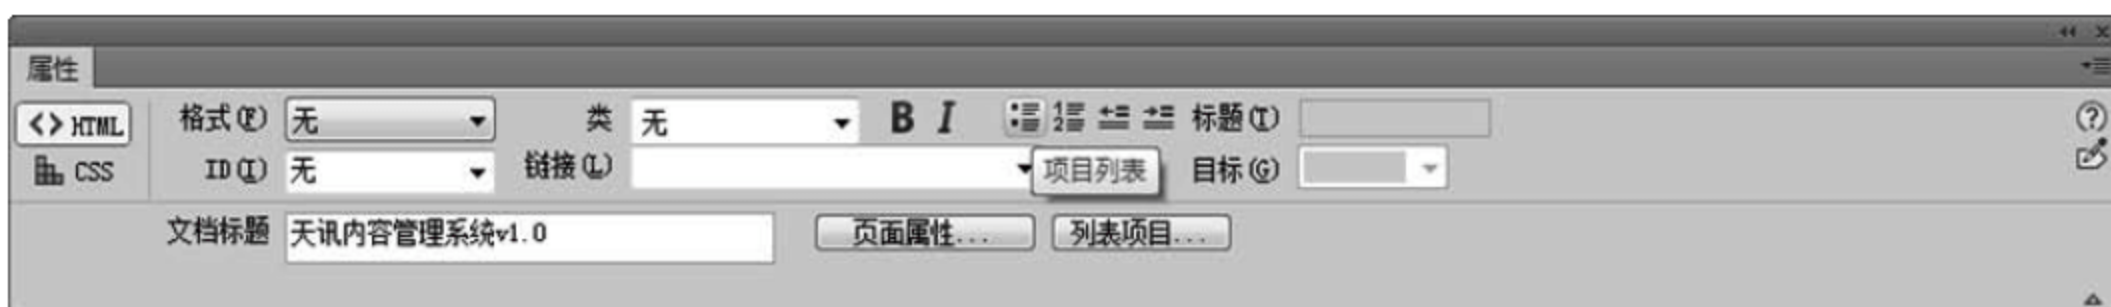 属性
<> HTML 格式(F) 无 类 无 B I 标题(T)
CSS ID(I) 无 链接(L) 项目列表 目标(G)
文档标题 天讯内容管理系统v1.0 页面属性... 列表项目...